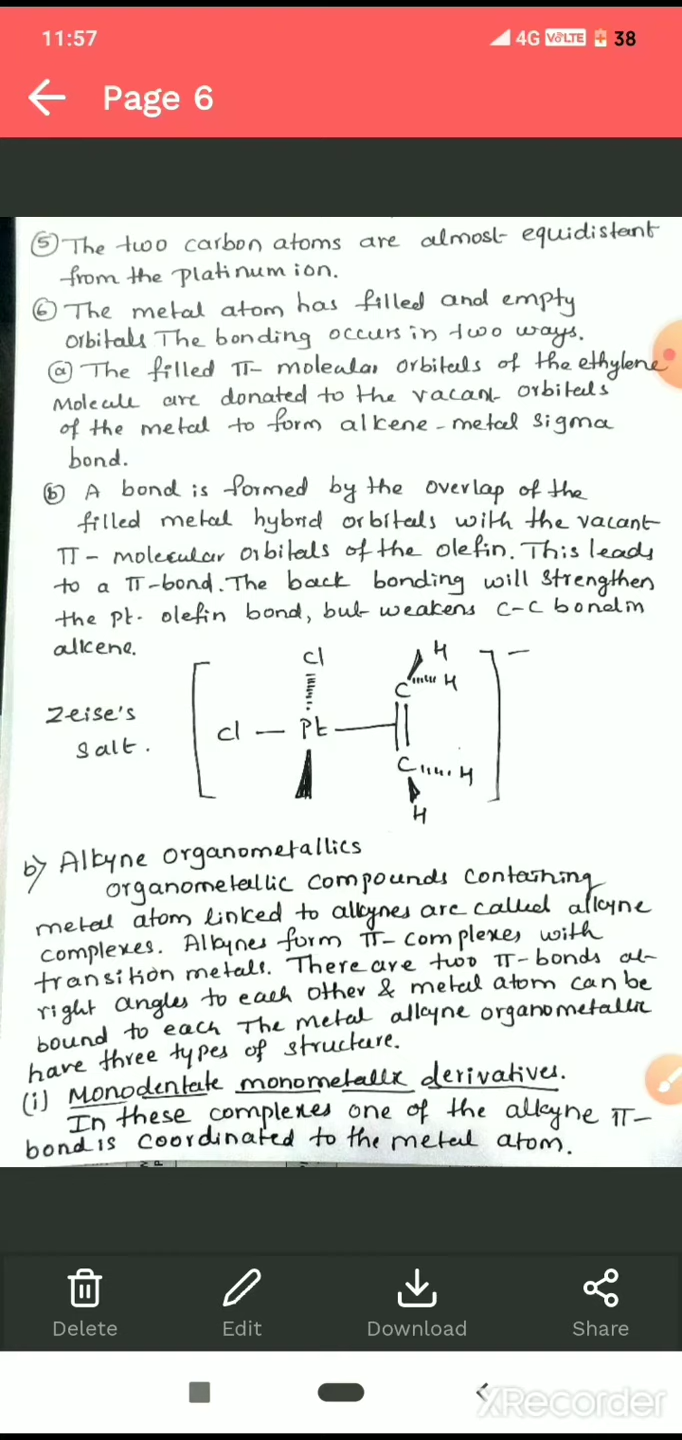 11:57
4G VoLTE 38
Page 6
⑤ The two carbon atoms are almost equidistant
from the platinum ion.
⑥ The metal atom has filled and empty
orbitals The bonding occurs in two ways.
ⓐ The filled π- molecular orbitals of the ethylene
Molecule are donated to the vacant orbitals
of the metal to form alkene-metal sigma
bond.
ⓑ A bond is formed by the overlap of the
filled metal hybrid orbitals with the vacant
π- molecular orbitals of the olefin. This leads
to a π-bond. The back bonding will strengthen
the pt- olefin bond, but weakens C-C bond in
alkene.
Zeise's
salt.
Cl
H
C H
Cl — Pt
C H
H
b) Alkyne organometallics
organometallic compounds containing
metal atom linked to alkynes are called alkyne
complexes. Alkynes form π-complexes with
transition metals. There are two π-bonds at
right angles to each other & metal atom can be
bound to each The metal alkyne organometallic
have three types of structure.
(i) Monodentate monometallic derivatives.
In these complexes one of the alkyne π-
bond is coordinated to the metal atom.
Delete Edit Download Share
XRecorder